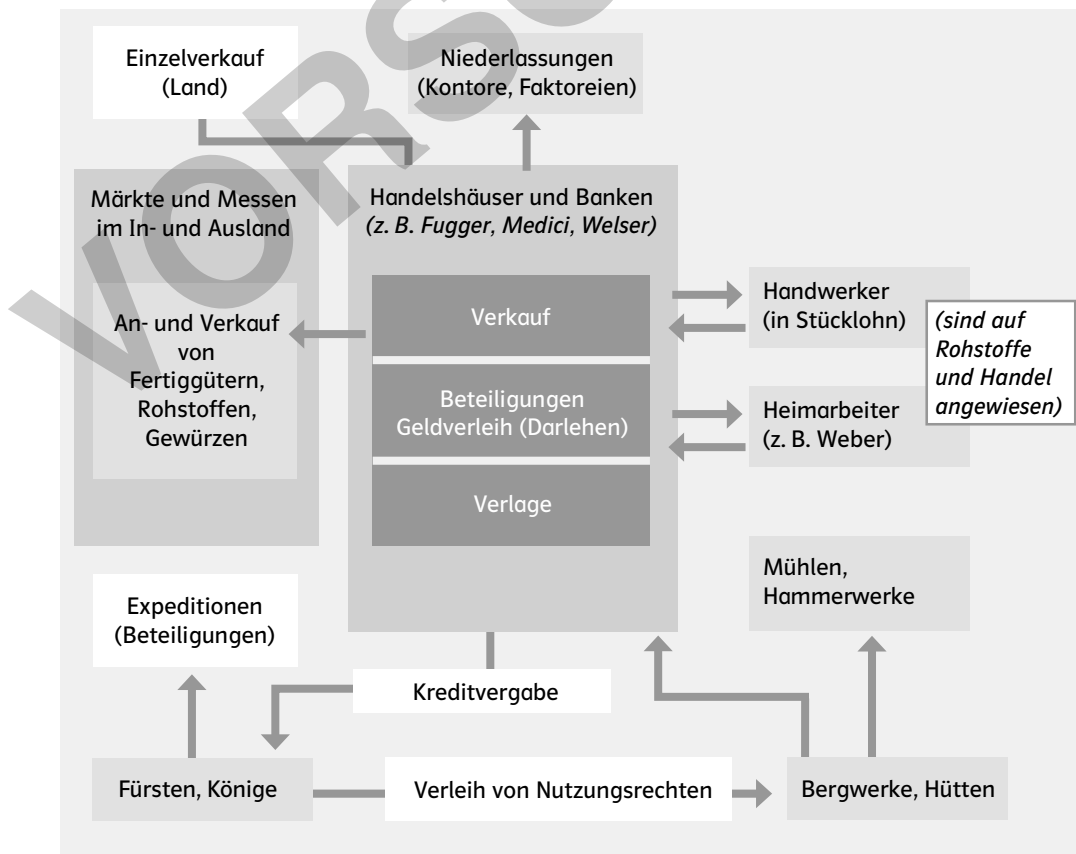 Einzelverkauf
(Land)
Niederlassungen
(Kontore, Faktoreien)
Märkte und Messen
im In- und Ausland
An- und Verkauf
von
Fertiggütern,
Rohstoffen,
Gewürzen
Handelshäuser und Banken
(z. B. Fugger, Medici, Welser)
Verkauf
Beteiligungen
Geldverleih (Darlehen)
Verlage
Handwerker
(in Stücklohn)
(sind auf
Rohstoffe
und Handel
angewiesen)
Heimarbeiter
(z. B. Weber)
Mühlen,
Hammerwerke
Expeditionen
(Beteiligungen)
Kreditvergabe
Fürsten, Könige
Verleih von Nutzungsrechten
Bergwerke, Hütten